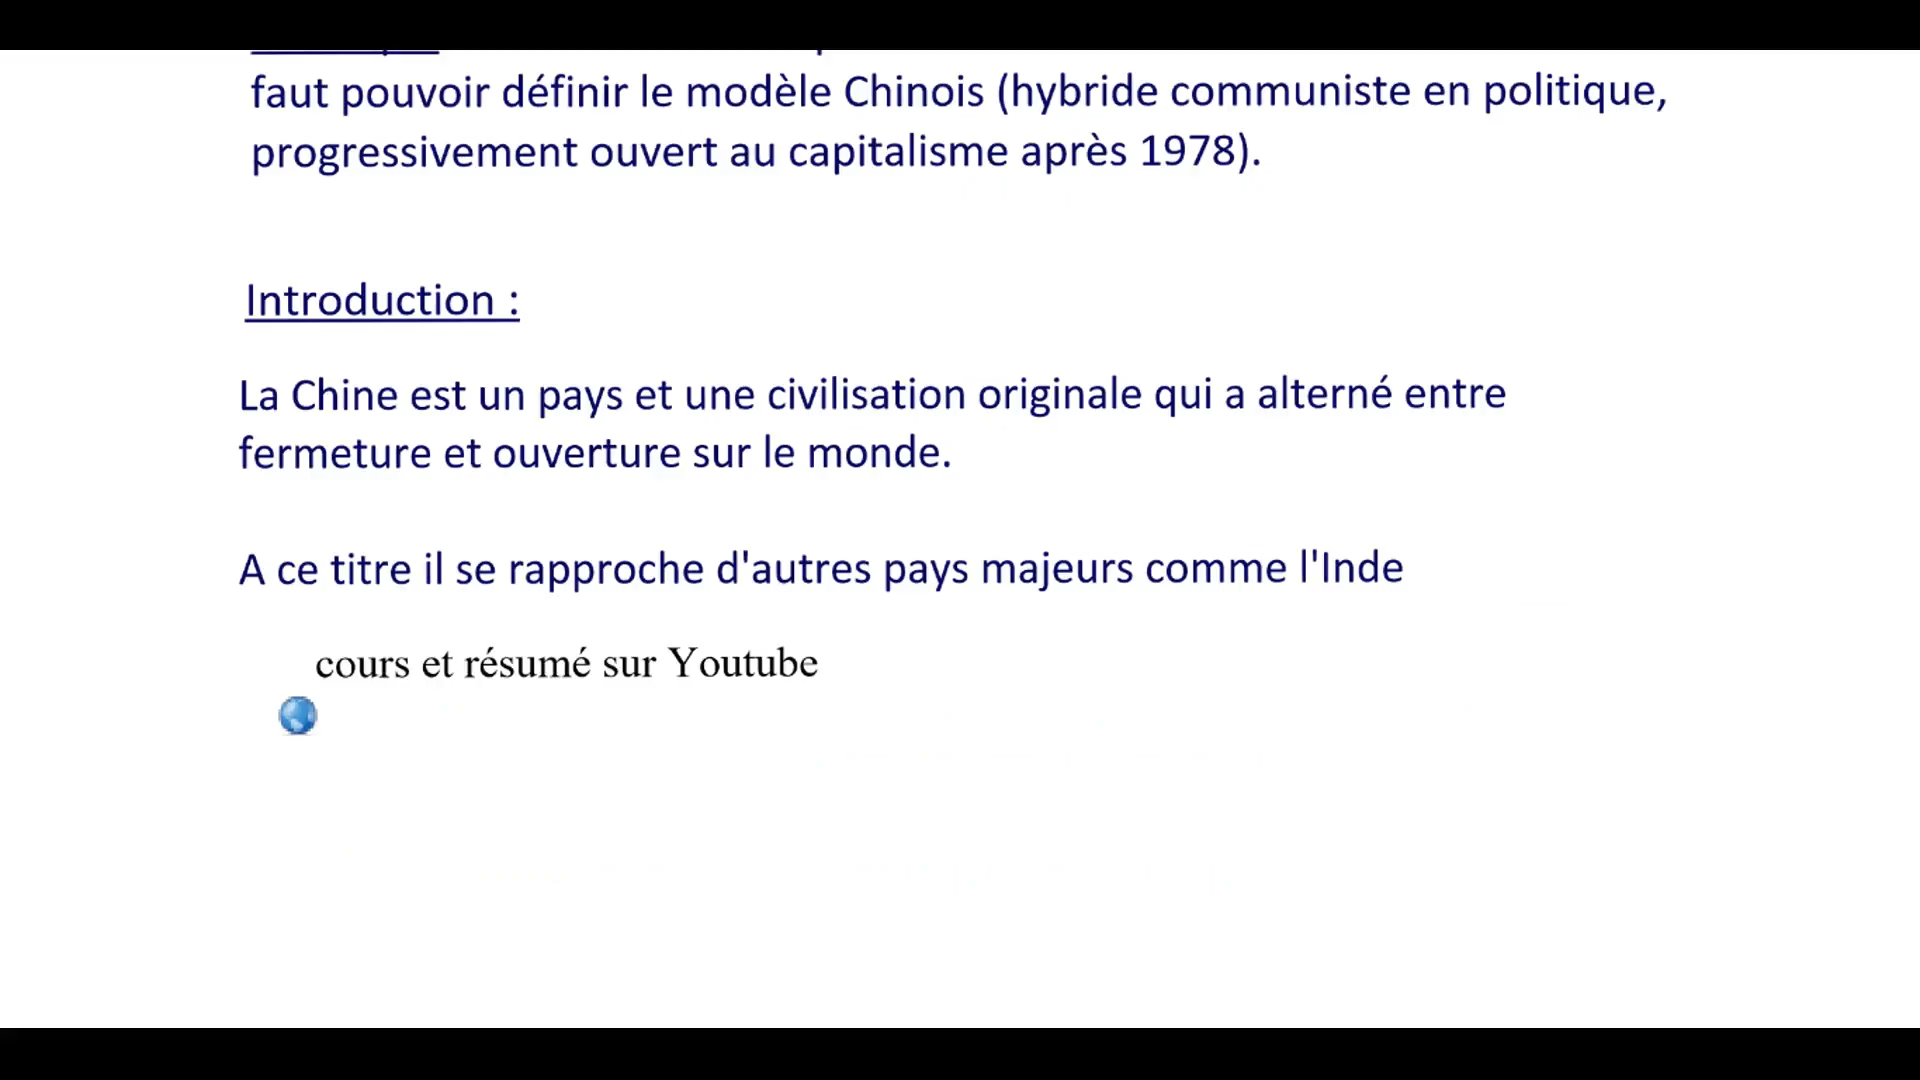 faut pouvoir définir le modèle Chinois (hybride communiste en politique,
progressivement ouvert au capitalisme après 1978).
Introduction :
La Chine est un pays et une civilisation originale qui a alterné entre
fermeture et ouverture sur le monde.
A ce titre il se rapproche d'autres pays majeurs comme l'Inde
cours et résumé sur Youtube